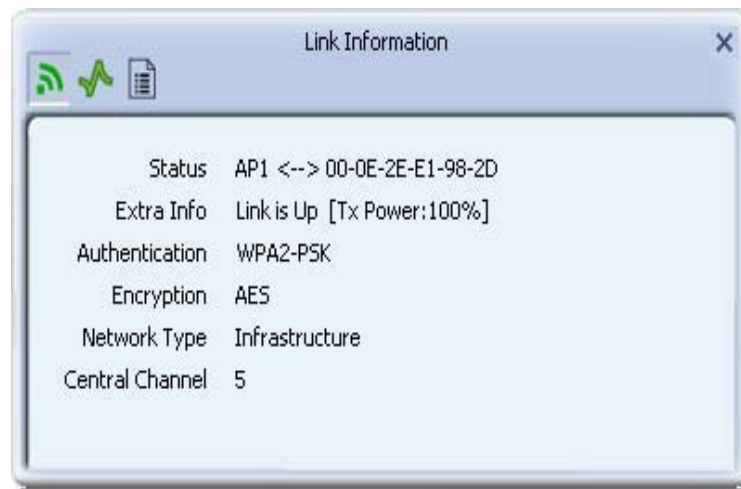 Link Information
Status AP1 <--> 00-0E-2E-E1-98-2D
Extra Info Link is Up [Tx Power:100%]
Authentication WPA2-PSK
Encryption AES
Network Type Infrastructure
Central Channel 5